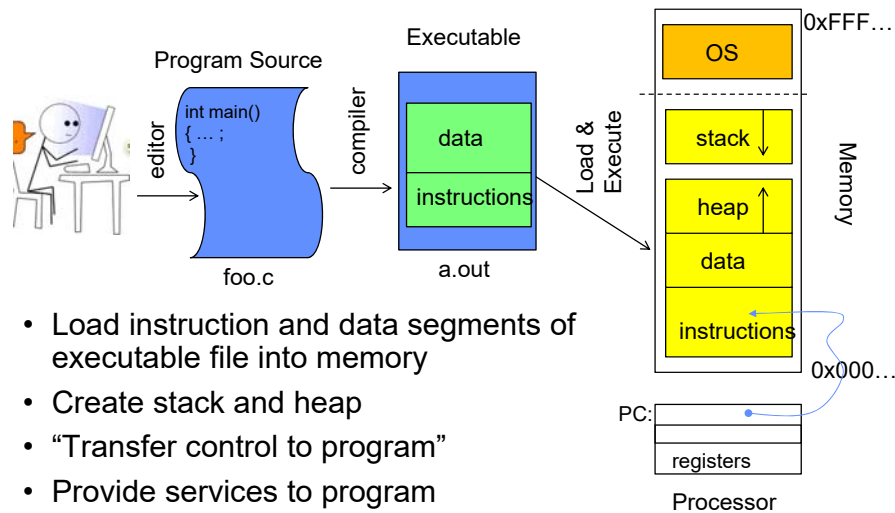 Program Source
int main()
{ … ;
}
foo.c
editor
compiler
Executable
data
instructions
a.out
Load &
Execute
0xFFF…
OS
stack
heap
data
instructions
0x000…
Memory
PC:
registers
Processor
• Load instruction and data segments of
executable file into memory
• Create stack and heap
• “Transfer control to program”
• Provide services to program